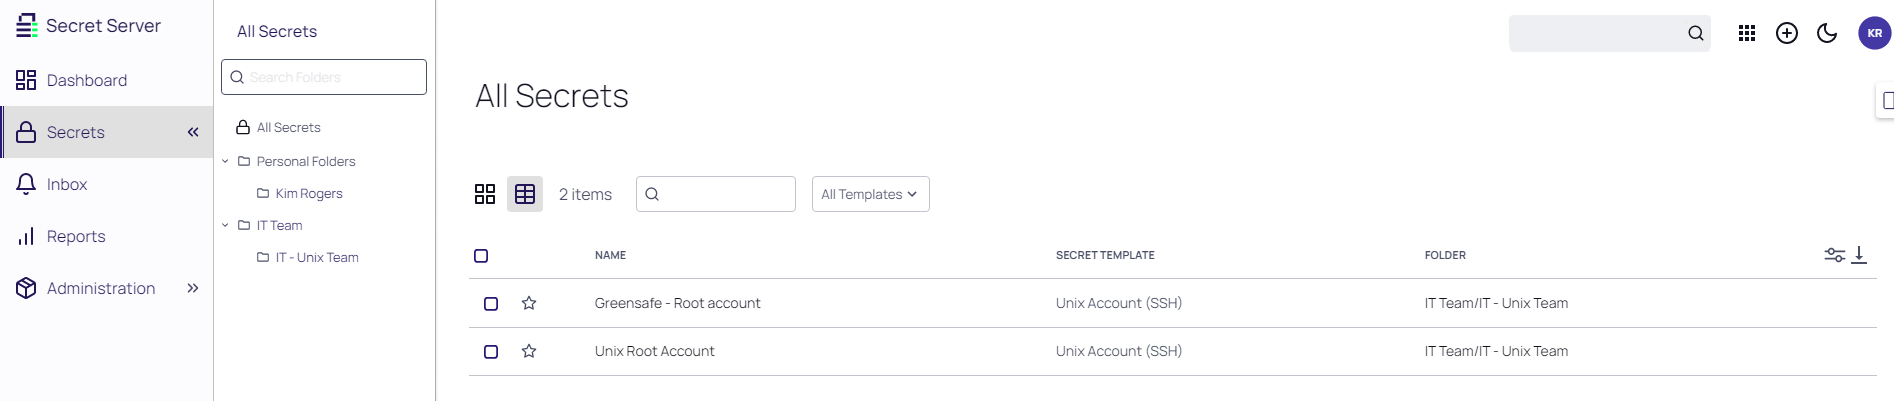 Secret Server
Dashboard
Secrets
Inbox
Reports
Administration
All Secrets
Search Folders
All Secrets
Personal Folders
Kim Rogers
IT Team
IT - Unix Team
KR
All Secrets
2 items
All Templates
NAME SECRET TEMPLATE FOLDER
Greensafe - Root account Unix Account (SSH) IT Team/IT - Unix Team
Unix Root Account Unix Account (SSH) IT Team/IT - Unix Team